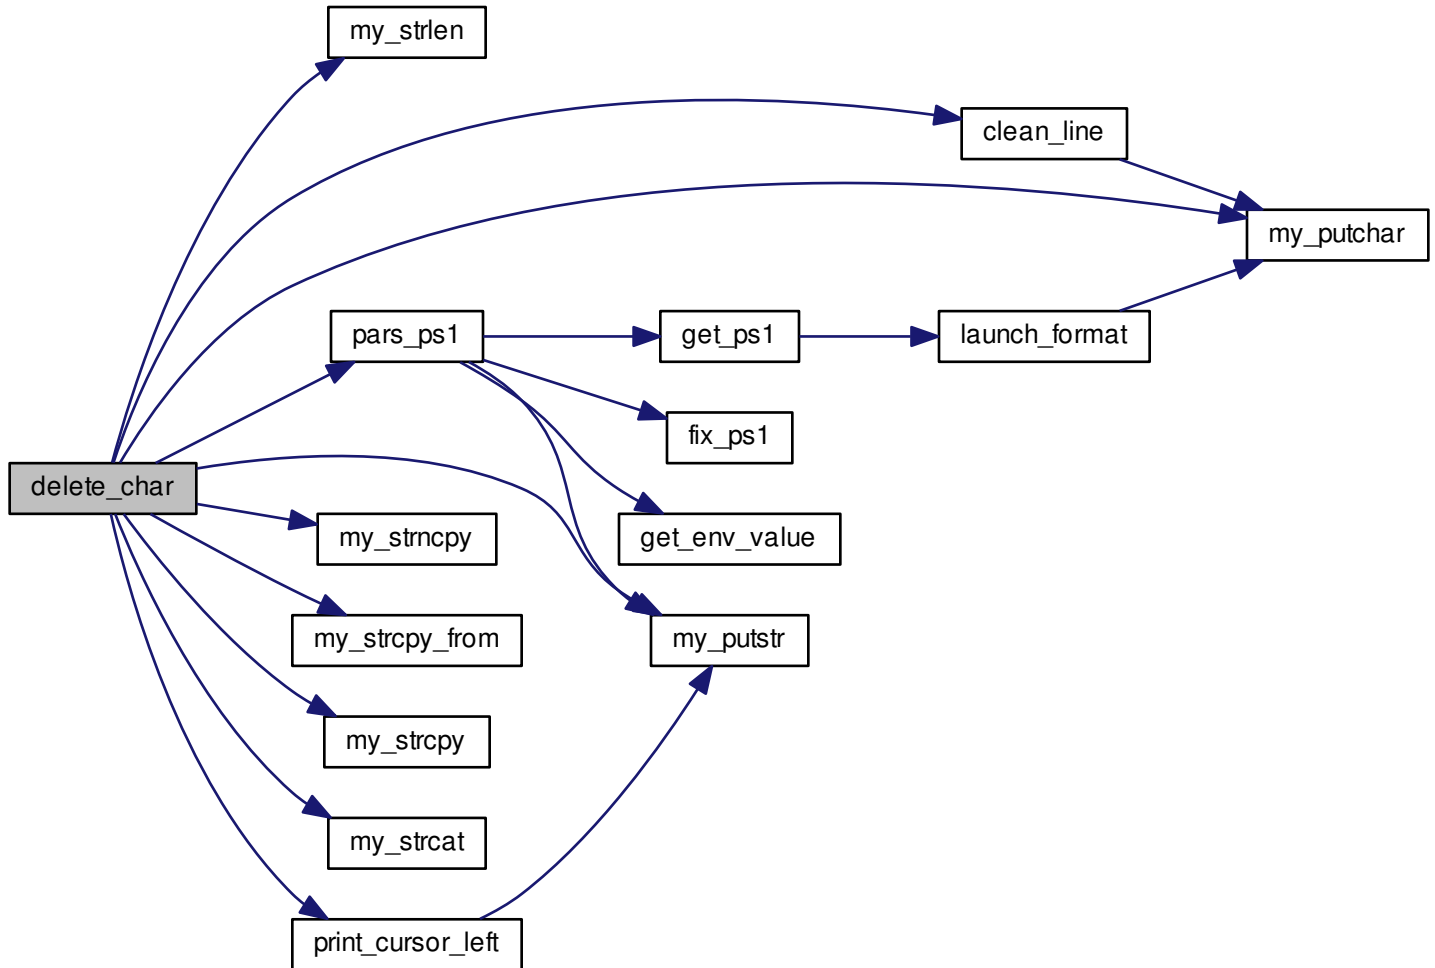 my_strlen
clean_line
my_putchar
pars_ps1
get_ps1
launch_format
fix_ps1
delete_char
my_strncpy
get_env_value
my_strcpy_from
my_putstr
my_strcpy
my_strcat
print_cursor_left